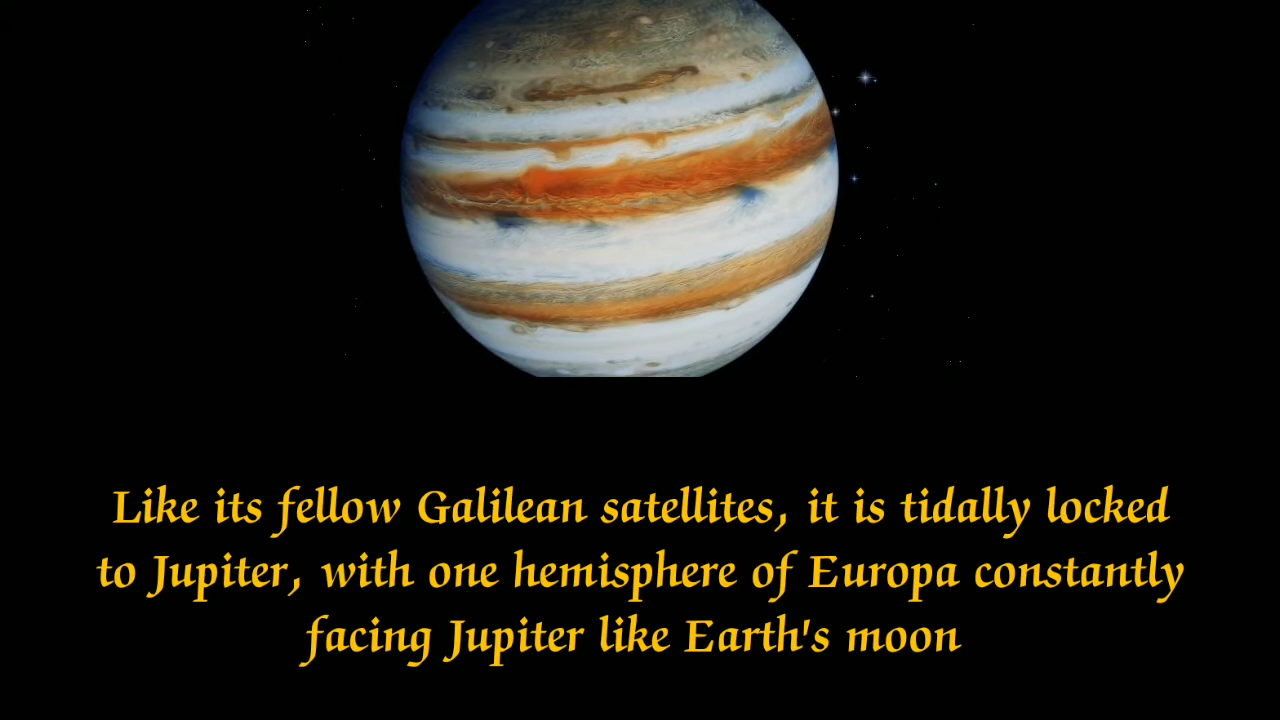 Like its fellow Galilean satellites, it is tidally locked
to Jupiter, with one hemisphere of Europa constantly
facing Jupiter like Earth's moon